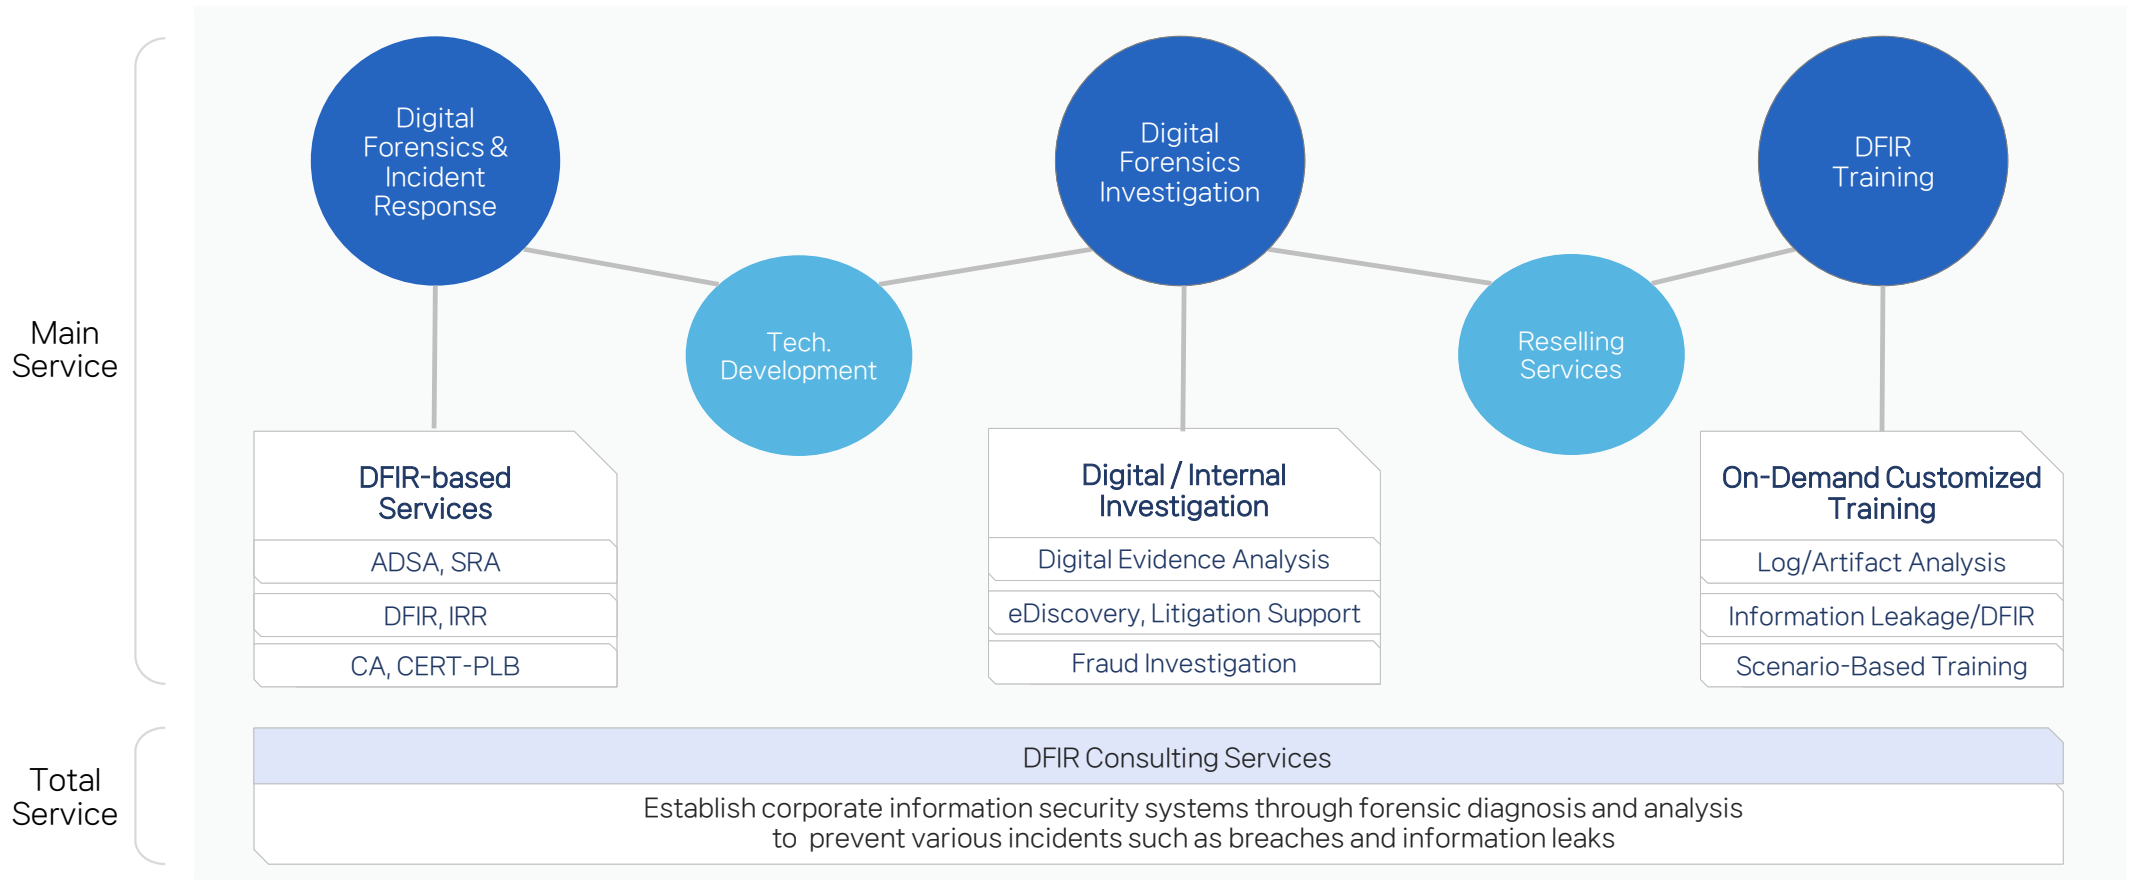 Main
Service
Digital
Forensics &
Incident
Response
Digital
Forensics
Investigation
DFIR
Training
Tech.
Development
Reselling
Services
DFIR-based
Services
ADSA, SRA
DFIR, IRR
CA, CERT-PLB
Digital / Internal
Investigation
Digital Evidence Analysis
eDiscovery, Litigation Support
Fraud Investigation
On-Demand Customized
Training
Log/Artifact Analysis
Information Leakage/DFIR
Scenario-Based Training
Total
Service
DFIR Consulting Services
Establish corporate information security systems through forensic diagnosis and analysis
to prevent various incidents such as breaches and information leaks